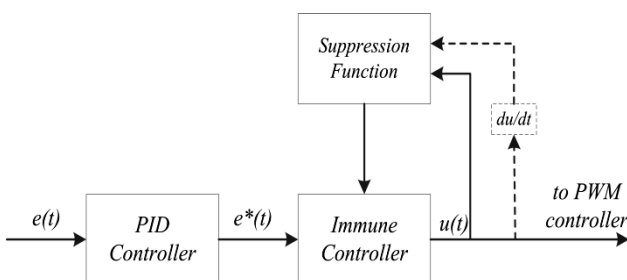 Suppression
Function
du/dt
e(t)
PID
Controller
e*(t)
Immune
Controller
u(t)
to PWM
controller